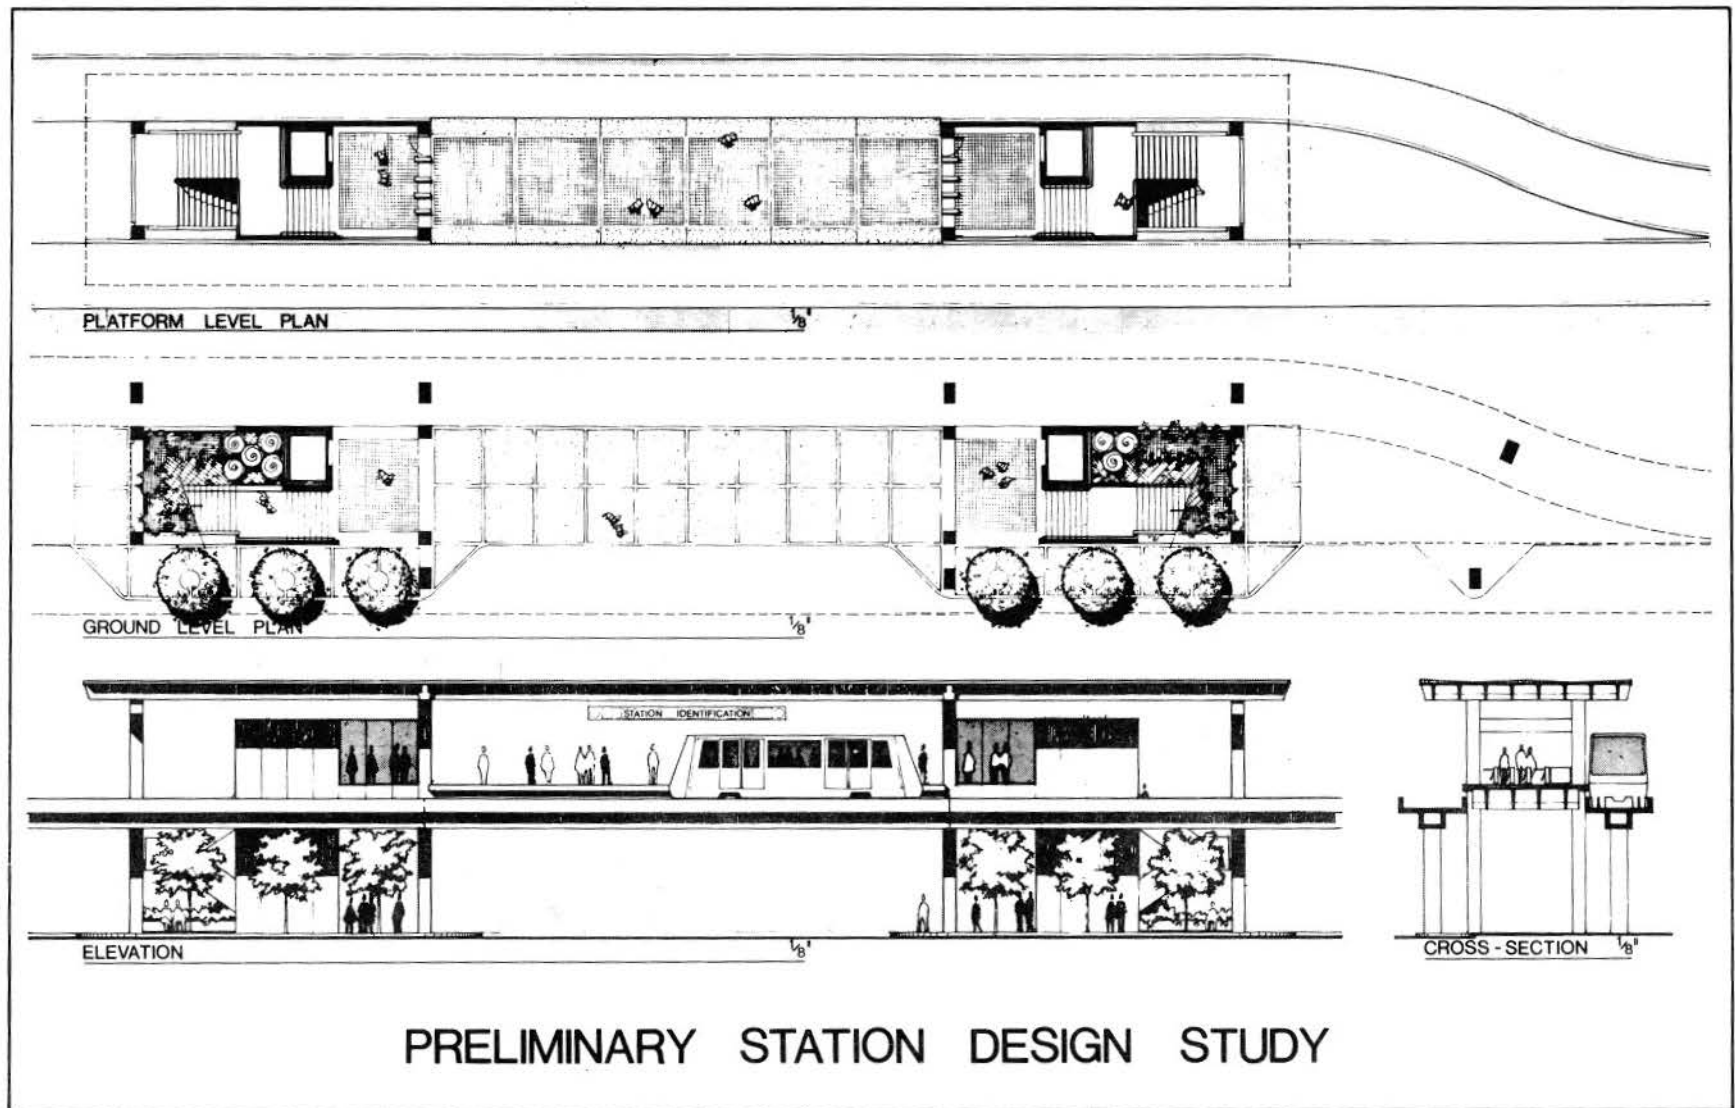 PLATFORM LEVEL PLAN 1/8"
GROUND LEVEL PLAN 1/8"
STATION IDENTIFICATION
ELEVATION 1/8"
CROSS-SECTION 1/8"
PRELIMINARY STATION DESIGN STUDY